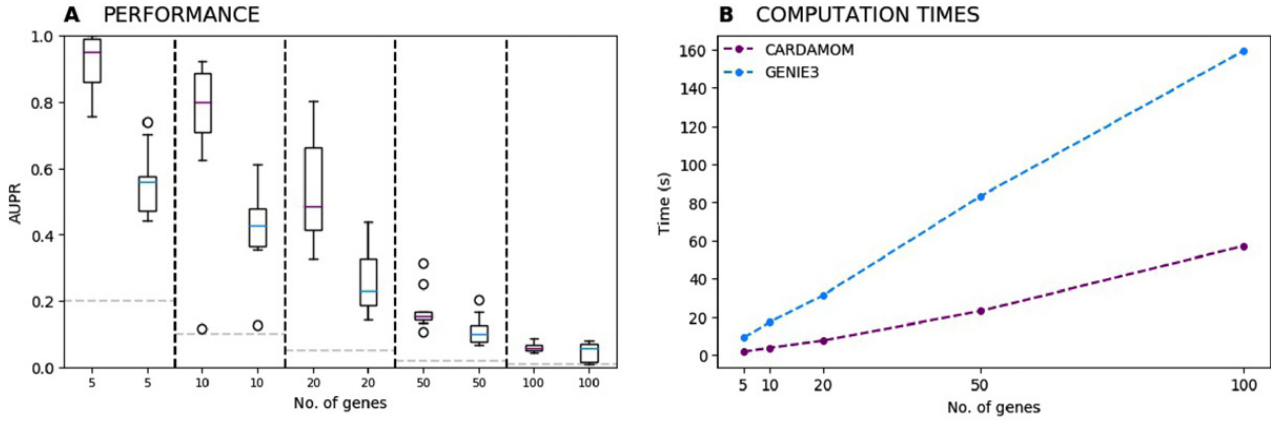 A PERFORMANCE
1.0
0.8
0.6
0.4
0.2
0.0
AUPR
5 5 10 10 20 20 50 50 100 100
No. of genes
B COMPUTATION TIMES
CARDAMOM
GENIE3
160
140
120
100
80
60
40
20
0
Time (s)
5 10 20 50 100
No. of genes